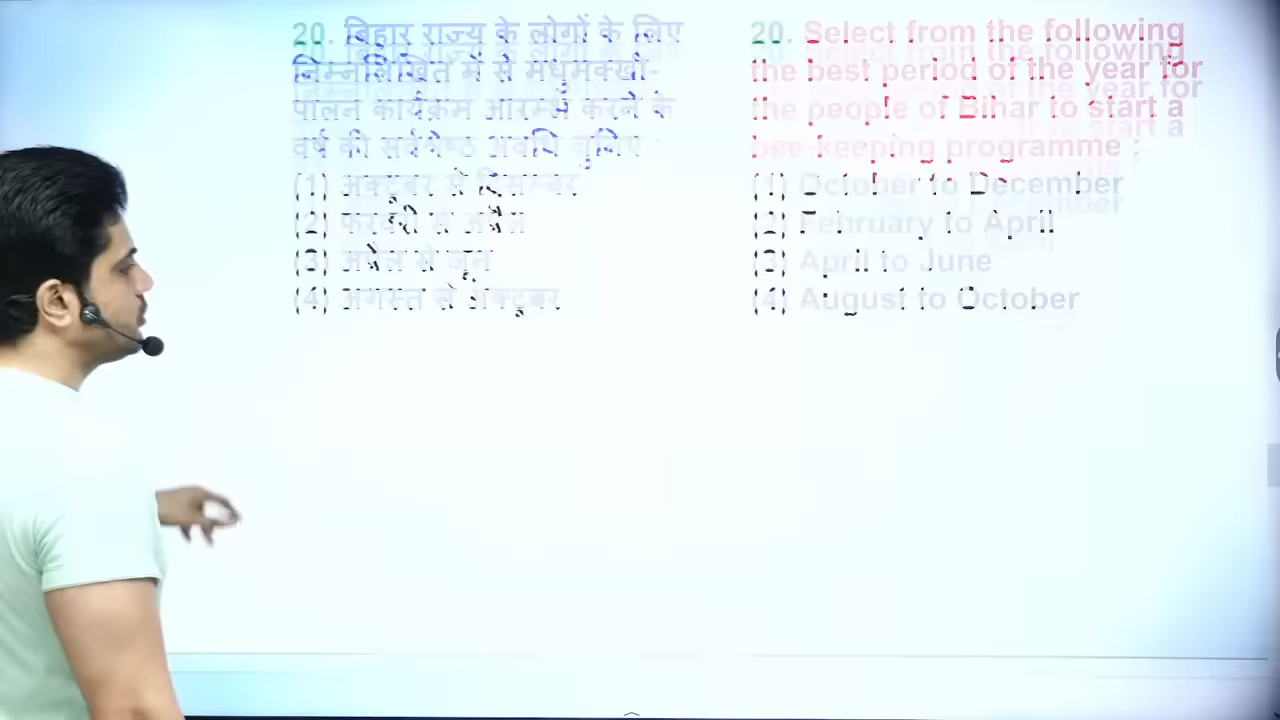 20. बिहार राज्य के लोगों के लिए
निम्नलिखित में से मधुमक्खी-
पालन कार्यक्रम आरम्भ करने के
वर्ष की सर्वश्रेष्ठ अवधि चुनिए :
(1) अक्टूबर से दिसम्बर
(2) फरवरी से अप्रैल
(3) अप्रैल से जून
(4) अगस्त से अक्टूबर
20. Select from the following
the best period of the year for
the people of Bihar to start a
bee-keeping programme :
(1) October to December
(2) February to April
(3) April to June
(4) August to October